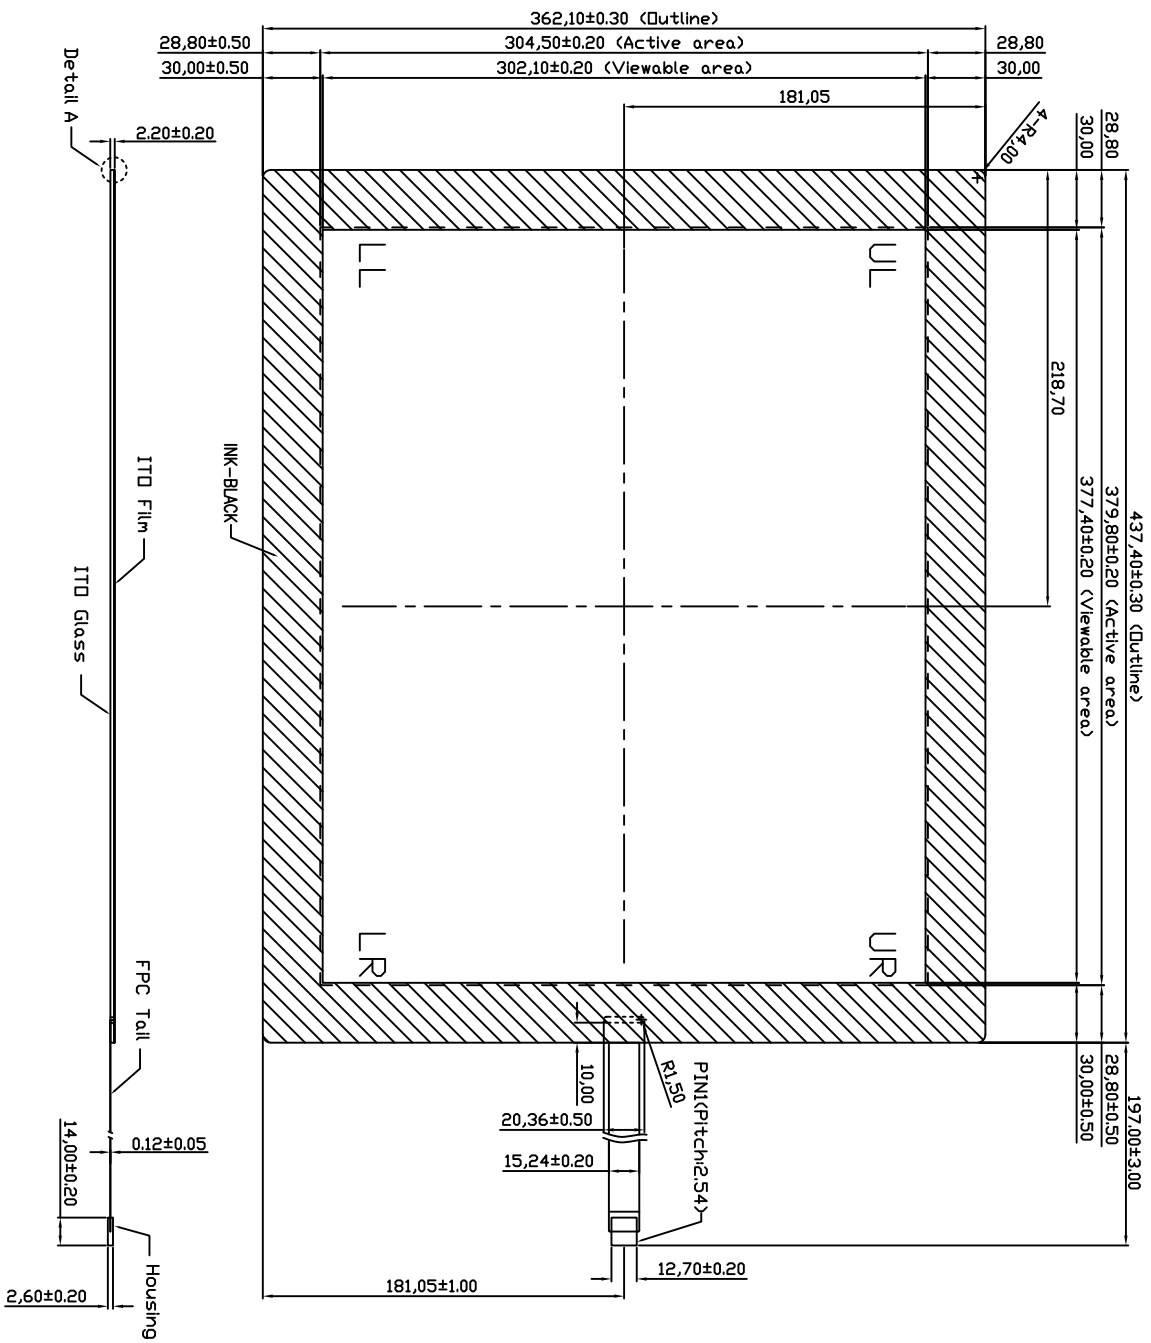 362,10±0.30 (Outline)
28,80±0.50
304,50±0.20 (Active area)
28,80
30,00±0.50
302,10±0.20 (Viewable area)
30,00
181,05
4-R4,00
28,80
30,00
2.20±0.20
Detail A
LL
UL
218,70
437,40±0.30 (Outline)
379,80±0.20 (Active area)
377,40±0.20 (Viewable area)
INK-BLACK
ITO Film
ITO Glass
LR
UR
FPC Tail
10,00
R1,50
PIN1(Pitch:2.54)
30,00±0.50
28,80±0.50
197.00±3.00
20,36±0.50
15,24±0.20
0.12±0.05
14,00±0.20
12,70±0.20
181,05±1.00
Housing
2,60±0.20